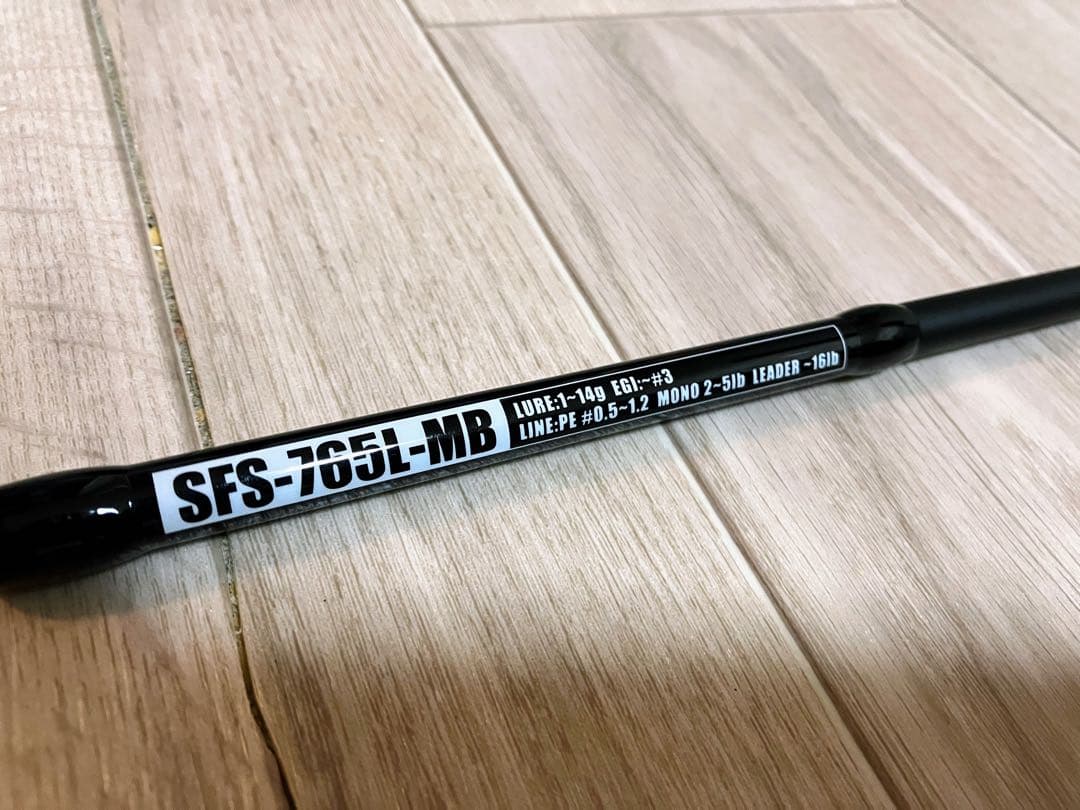 SFS-765L-MB
LURE:1~14g EGI:~#3
LINE:PE #0.5~1.2 MONO 2~5lb LEADER ~16lb